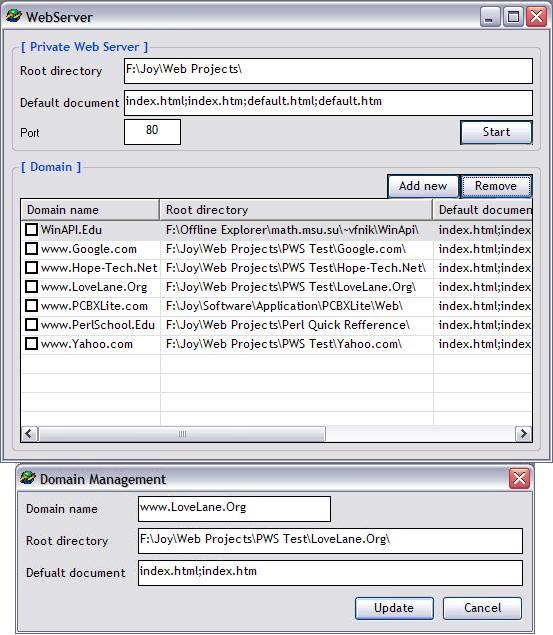 WebServer
[ Private Web Server ]
Root directory F:\Joy\Web Projects\
Default document index.html;index.htm;default.html;default.htm
Port 80 Start
[ Domain ]
Add new Remove
Domain name Root directory Default documen
WinAPI.Edu F:\Offline Explorer\math.msu.su\~vfnik\WinApi\ index.html;index
www.Google.com F:\Joy\Web Projects\PWS Test\Google.com\ index.html;index
www.Hope-Tech.Net F:\Joy\Web Projects\PWS Test\Hope-Tech.Net\ index.html;index
www.LoveLane.Org F:\Joy\Web Projects\PWS Test\LoveLane.Org\ index.html;index
www.PCBXLite.com F:\Joy\Software\Application\PCBXLite\Web\ index.html;index
www.PerlSchool.Edu F:\Joy\Web Projects\Perl Quick Refference\ index.html;index
www.Yahoo.com F:\Joy\Web Projects\PWS Test\Yahoo.com\ index.html;index
Domain Management
Domain name www.LoveLane.Org
Root directory F:\Joy\Web Projects\PWS Test\LoveLane.Org\
Defualt document index.html;index.htm
Update Cancel